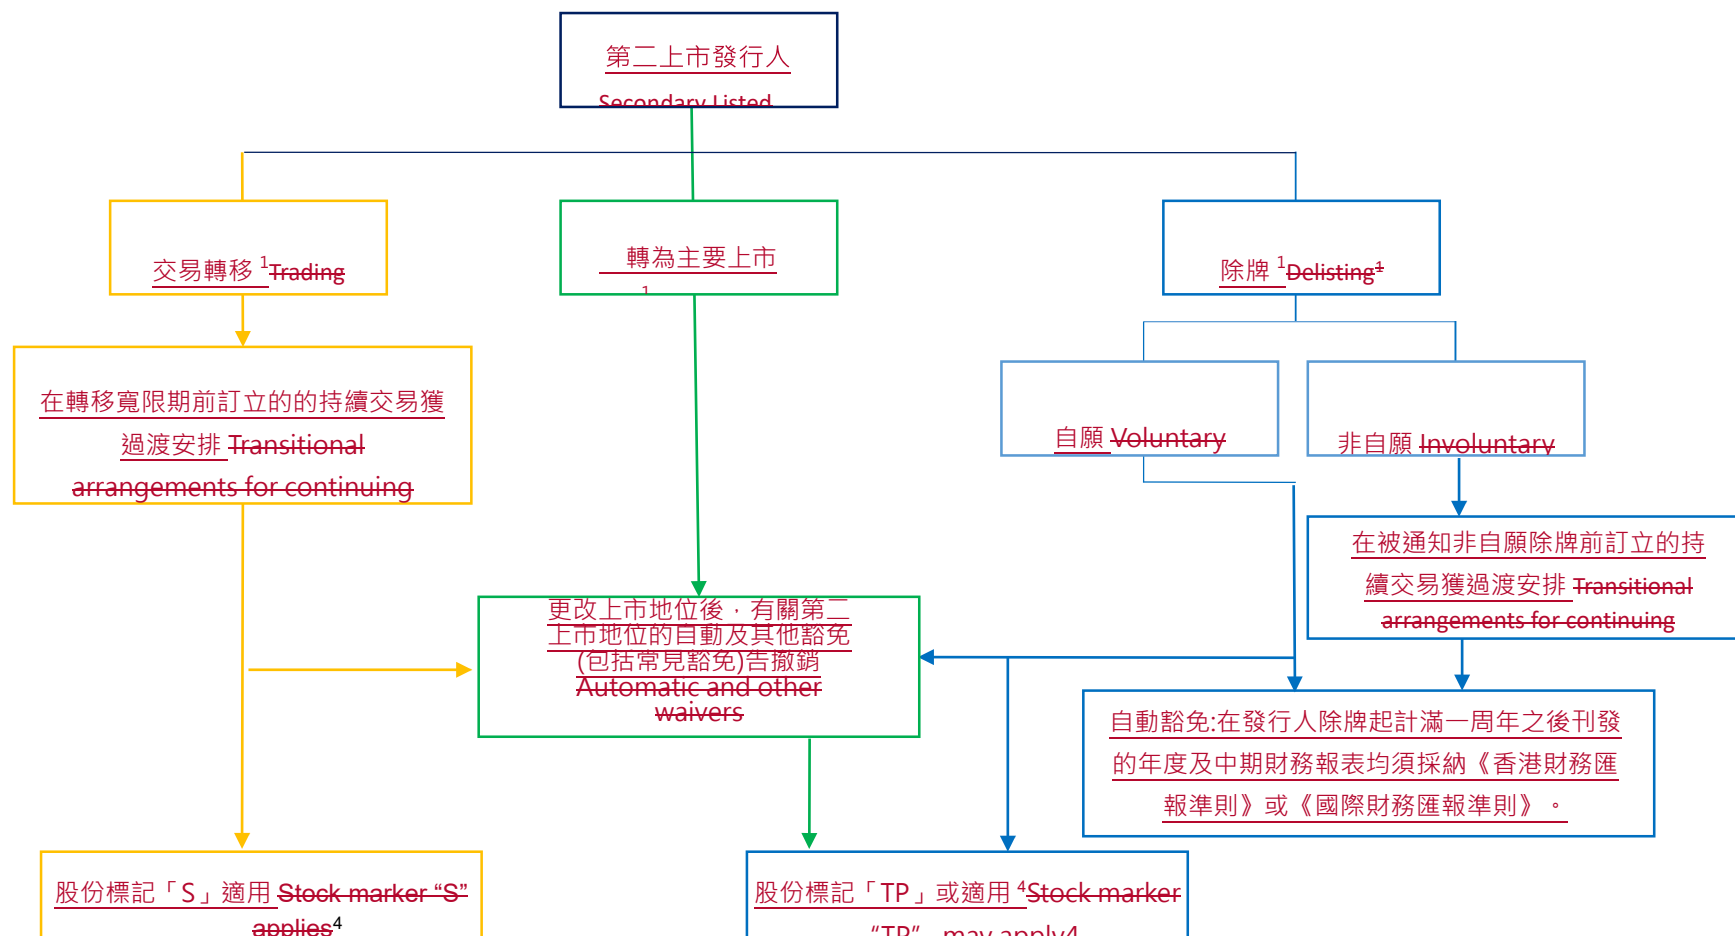 第二上市發行人
Secondary Listed
交易轉移 ¹Trading
轉為主要上市
1
除牌 ¹Delisting¹
在轉移寬限期前訂立的的持續交易獲
過渡安排 Transitional
arrangements for continuing
自願 Voluntary
非自願 Involuntary
在被通知非自願除牌前訂立的持
續交易獲過渡安排 Transitional
arrangements for continuing
更改上市地位後，有關第二
上市地位的自動及其他豁免
(包括常見豁免)告撤銷
Automatic and other
waivers
自動豁免:在發行人除牌起計滿一周年之後刊發
的年度及中期財務報表均須採納《香港財務匯
報準則》或《國際財務匯報準則》。
股份標記「S」適用 Stock marker “S”
applies⁴
股份標記「TP」或適用 ⁴Stock marker
“TP” may apply4